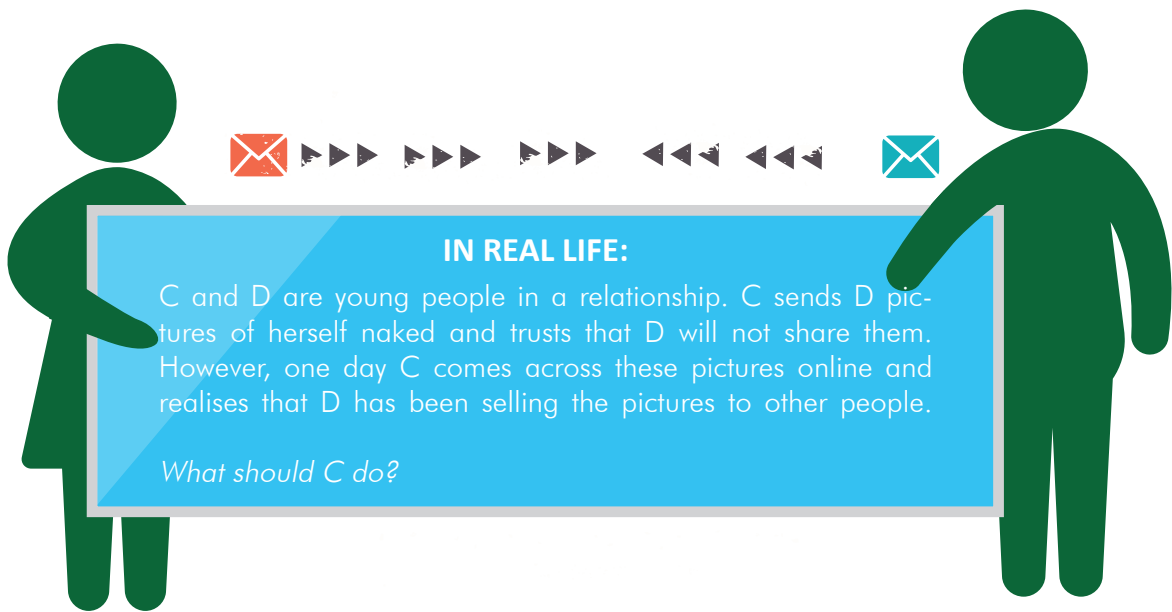 IN REAL LIFE:
C and D are young people in a relationship. C sends D pic-
tures of herself naked and trusts that D will not share them.
However, one day C comes across these pictures online and
realises that D has been selling the pictures to other people.
What should C do?